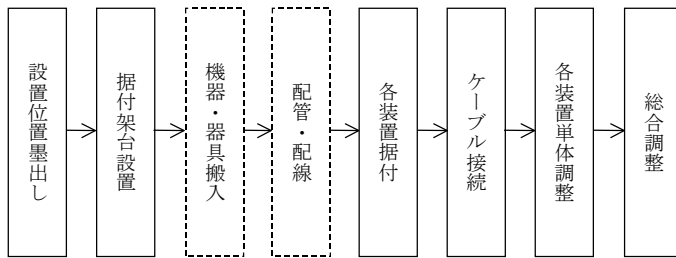 設置位置墨出し
据付架台設置
機器・器具搬入
配管・配線
各装置据付
ケーブル接続
各装置単体調整
総合調整